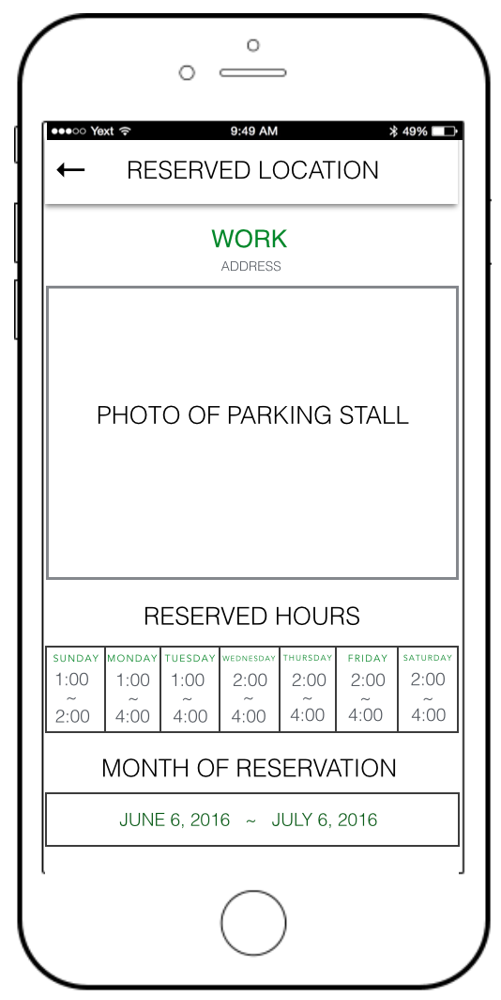 Yext 9:49 AM 49%
RESERVED LOCATION
WORK
ADDRESS
PHOTO OF PARKING STALL
RESERVED HOURS
SUNDAY MONDAY TUESDAY WEDNESDAY THURSDAY FRIDAY SATURDAY
1:00 1:00 1:00 2:00 2:00 2:00 2:00
~ ~ ~ ~ ~ ~ ~
2:00 4:00 4:00 4:00 4:00 4:00 4:00
MONTH OF RESERVATION
JUNE 6, 2016 ~ JULY 6, 2016